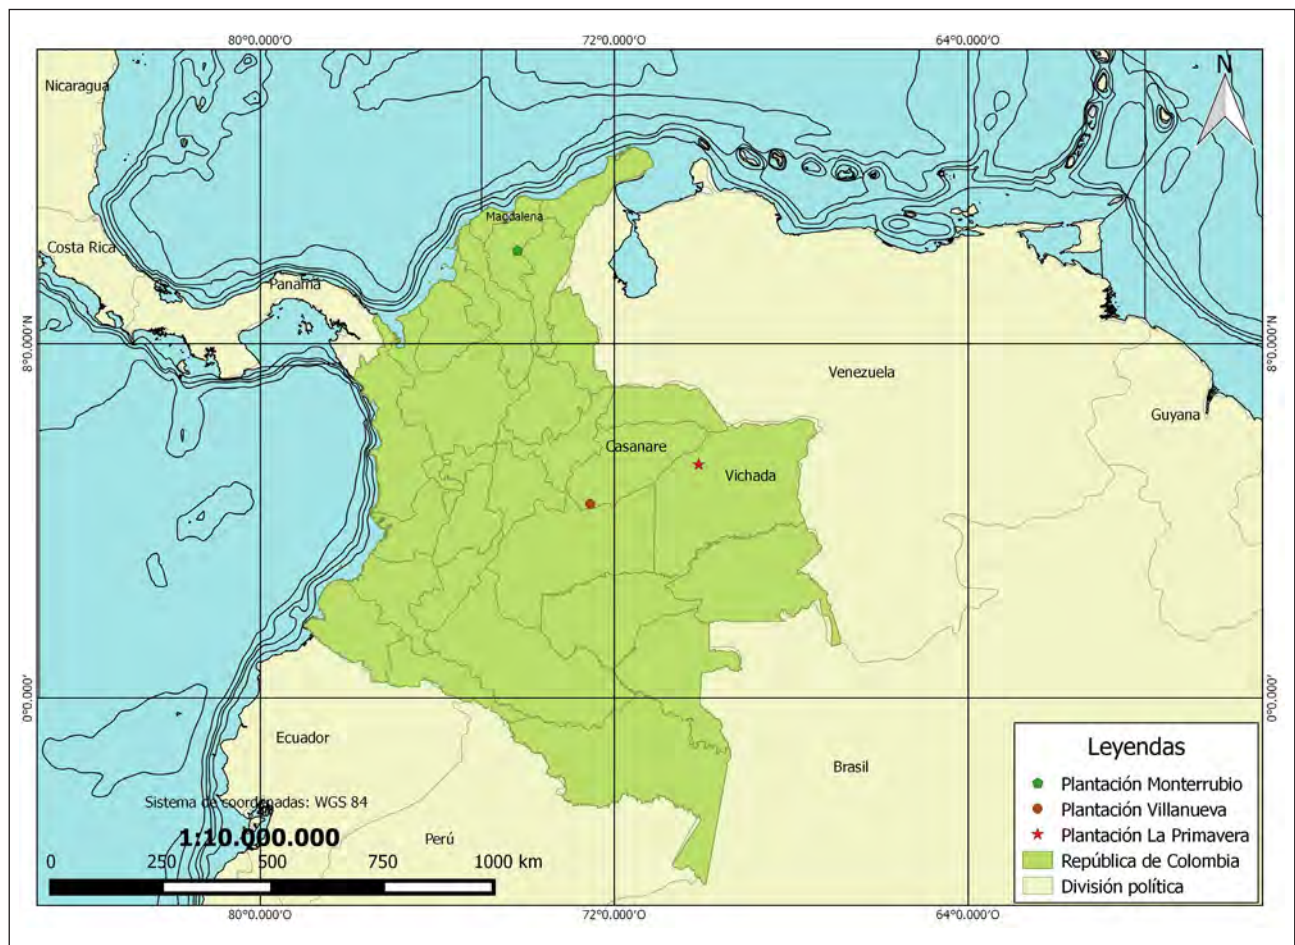 80°0.000'O 72°0.000'O 64°0.000'O
Nicaragua
N
Magdalena
Costa Rica
Panamá
8°0.000'N
8°0.000'N
Venezuela
Guyana
Casanare
Vichada
0°0.000'
0°0.000'
Ecuador
Brasil
Perú
Sistema de coordenadas: WGS 84
1:10.000.000
0 250 500 750 1000 km
Leyendas
Plantación Monterrubio
Plantación Villanueva
Plantación La Primavera
República de Colombia
División política
80°0.000'O 72°0.000'O 64°0.000'O